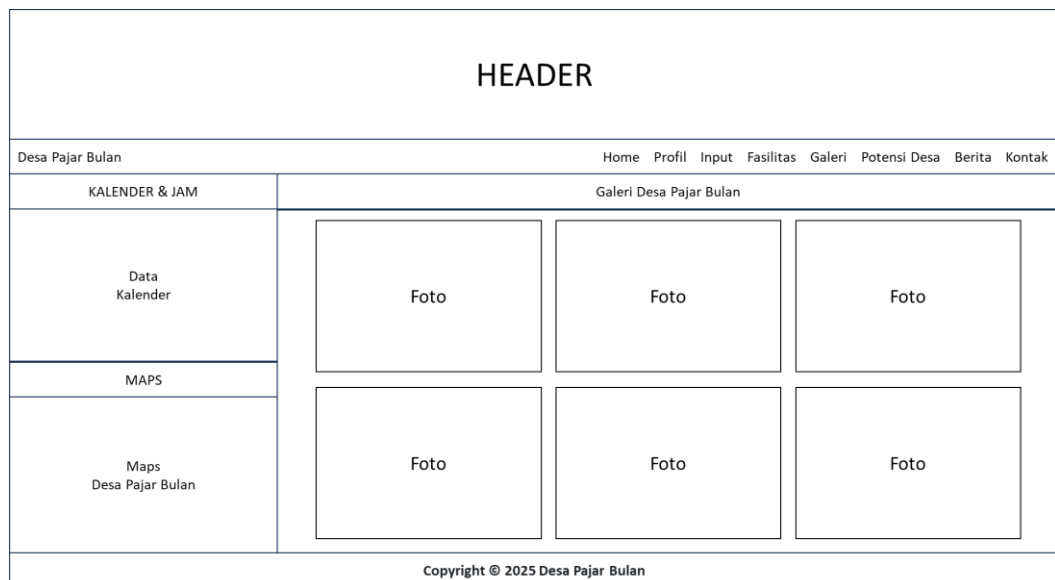 HEADER
Desa Pajar Bulan
Home Profil Input Fasilitas Galeri Potensi Desa Berita Kontak
KALENDER & JAM
Data
Kalender
MAPS
Maps
Desa Pajar Bulan
Galeri Desa Pajar Bulan
Foto
Foto
Foto
Foto
Foto
Foto
Copyright © 2025 Desa Pajar Bulan